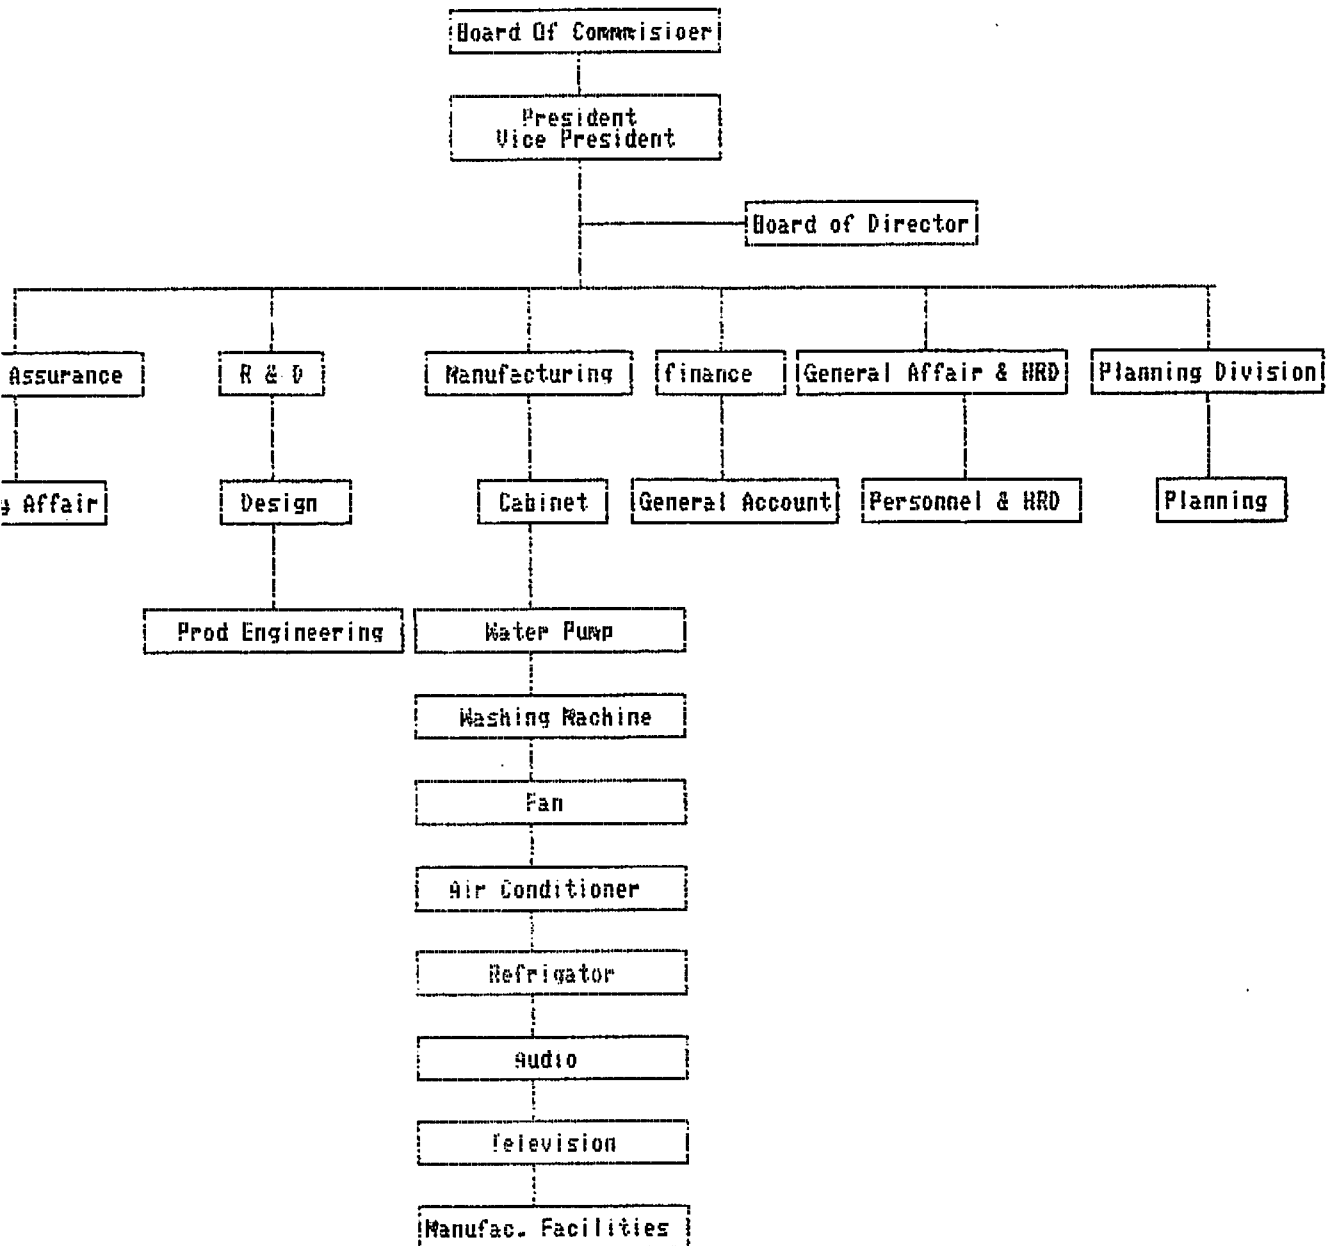 Board Of Commmisioer
President
Vice President
Board of Director
Assurance
R & D
Manufacturing
finance
General Affair & HRD
Planning Division
Affair
Design
Cabinet
General Account
Personnel & HRD
Planning
Prod Engineering
Water Pump
Washing Machine
Fan
Air Conditioner
Refrigator
Audio
Television
Manufac. Facilities